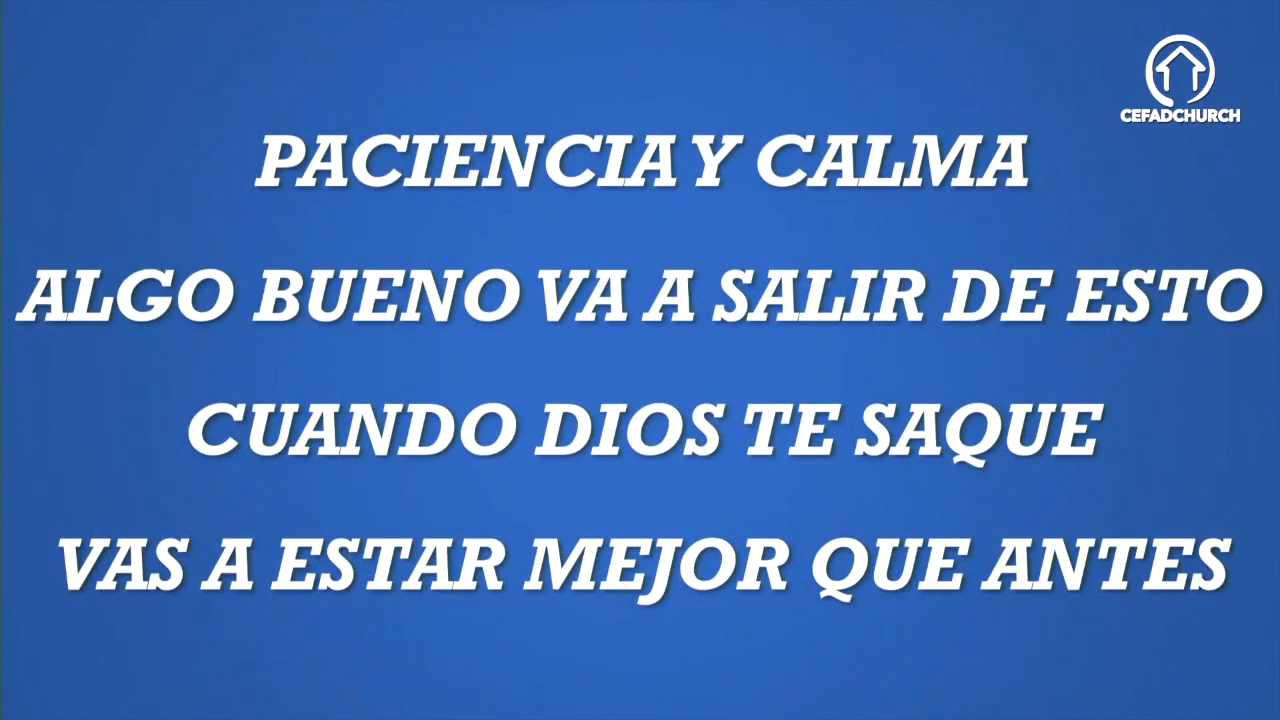 CEFADCHURCH
PACIENCIA Y CALMA
ALGO BUENO VA A SALIR DE ESTO
CUANDO DIOS TE SAQUE
VAS A ESTAR MEJOR QUE ANTES